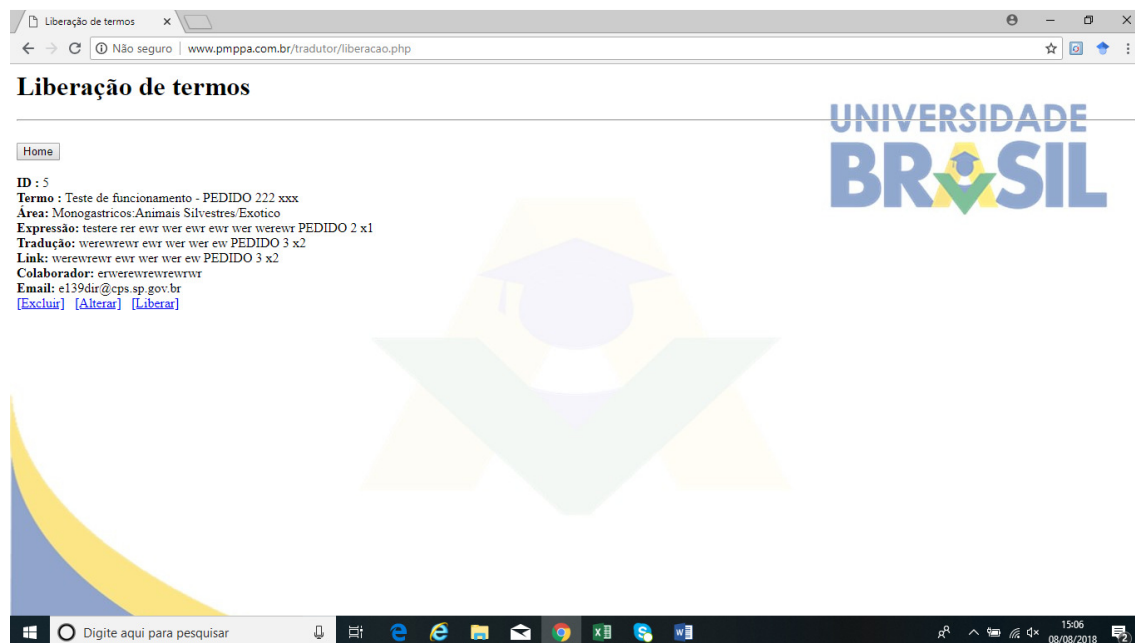 Liberação de termos
Não seguro | www.pmppa.com.br/tradutor/liberacao.php
Liberação de termos
UNIVERSIDADE
BRASIL
Home
ID : 5
Termo : Teste de funcionamento - PEDIDO 222 xxx
Área: Monogastricos:Animais Silvestres/Exotico
Expressão: testere rer ewr wer ewr ewr wer werewr PEDIDO 2 x1
Tradução: werewrewr ewr wer wer ew PEDIDO 3 x2
Link: werewrewr ewr wer wer ew PEDIDO 3 x2
Colaborador: erwerewrewrewrwr
Email: e139dir@cps.sp.gov.br
[Excluir] [Alterar] [Liberar]
Digite aqui para pesquisar
15:06
08/08/2018